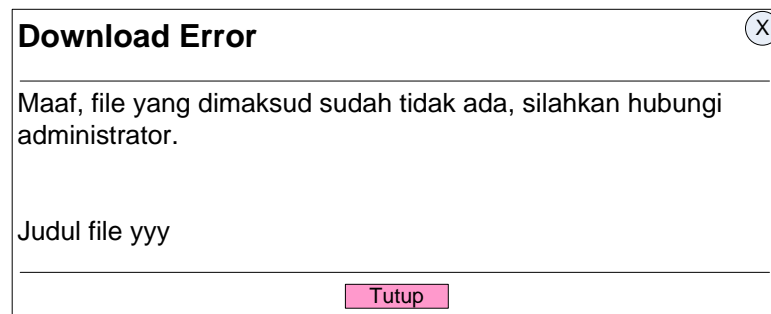 Download Error
X
Maaf, file yang dimaksud sudah tidak ada, silahkan hubungi
administrator.
Judul file yyy
Tutup